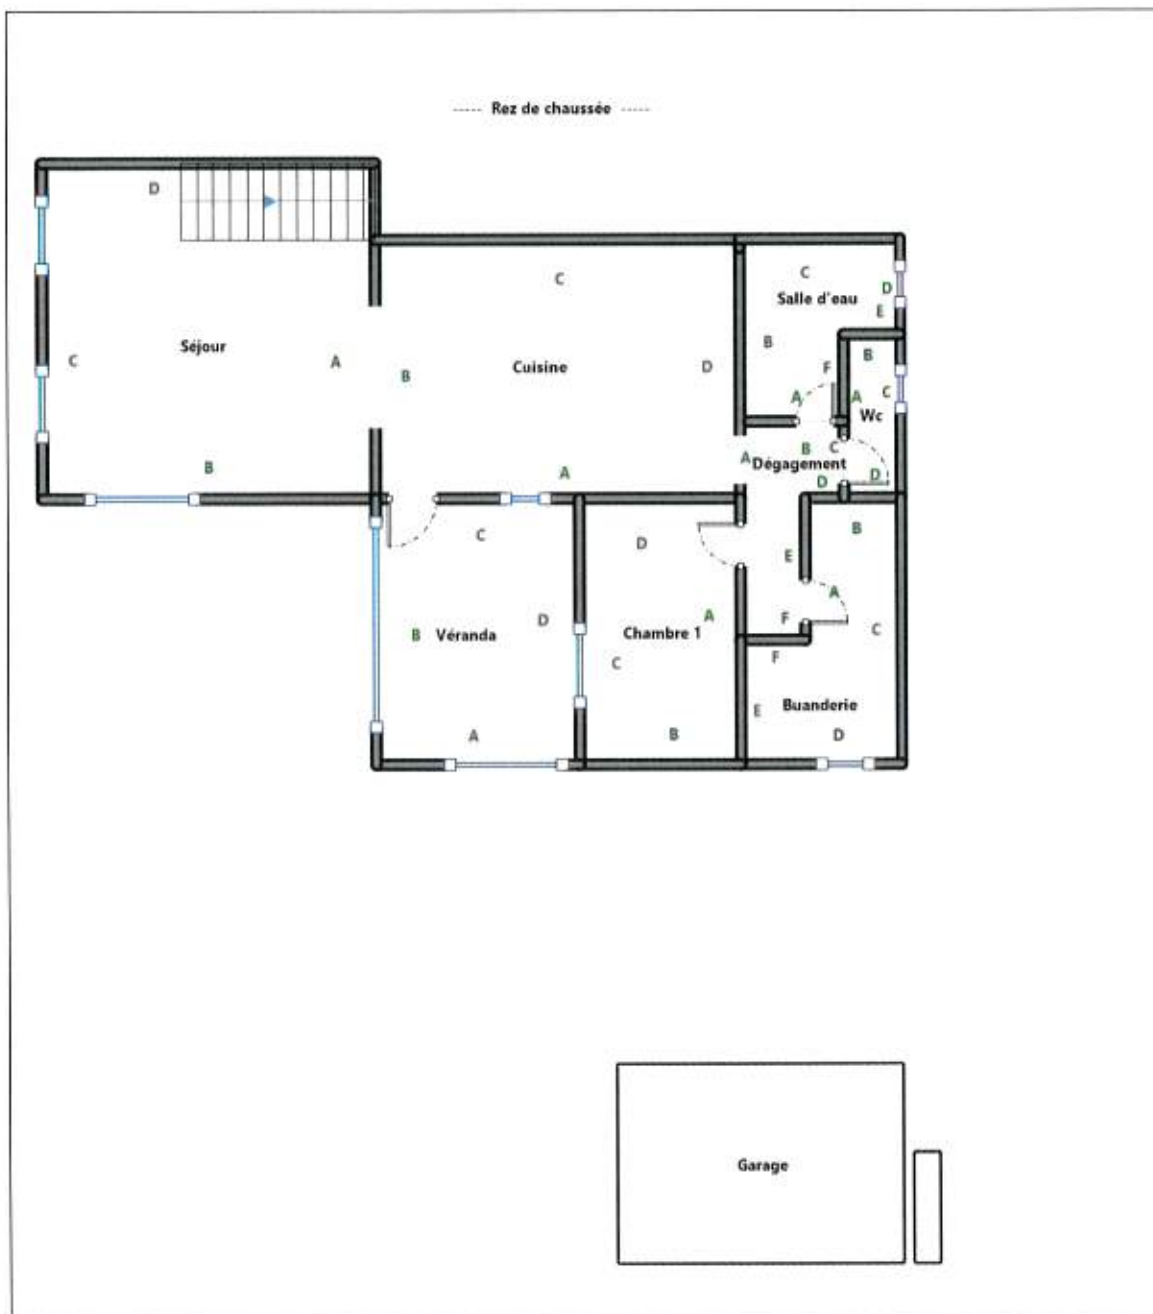 ----- Rez de chaussée -----
D
C
C
Salle d'eau
D
E
Séjour
C
A
B
Cuisine
D
B
F
B
C
A
A
Wc
B
A
A
Dégagement
B
C
D
D
C
D
B
E
A
B
Véranda
D
Chambre 1
A
C
F
C
F
E
Buanderie
A
B
D
Garage